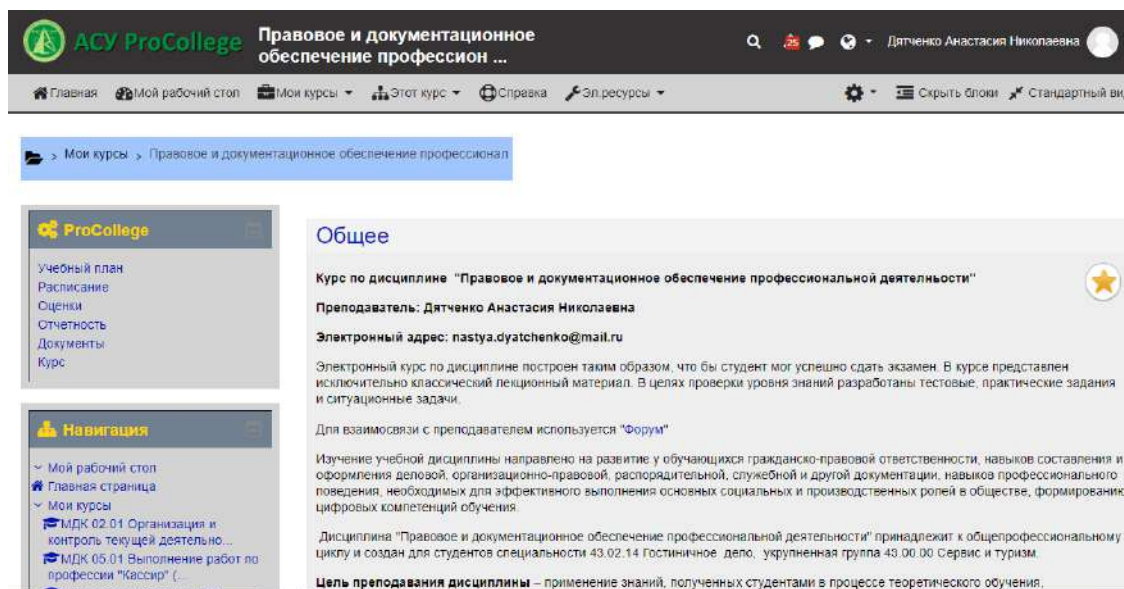 АСУ ProCollege
Правовое и документационное
обеспечение профессион ...
25
Дятченко Анастасия Николаевна
Главная Мой рабочий стол Мои курсы Этот курс Справка Эл.ресурсы
Скрыть блоки Стандартный ви
> Мои курсы > Правовое и документационное обеспечение профессионал
ProCollege
Учебный план
Расписание
Оценки
Отчетность
Документы
Курс
Навигация
Мой рабочий стол
Главная страница
Мои курсы
МДК 02.01 Организация и
контроль текущей деятельно...
МДК 05.01 Выполнение работ по
профессии "Кассир" (...
Общее
Курс по дисциплине "Правовое и документационное обеспечение профессиональной деятелньости"
Преподаватель: Дятченко Анастасия Николаевна
Электронный адрес: nastya.dyatchenko@mail.ru
Электронный курс по дисциплине построен таким образом, что бы студент мог успешно сдать экзамен. В курсе представлен
исключительно классический лекционный материал. В целях проверки уровня знаний разработаны тестовые, практические задания
и ситуационные задачи.
Для взаимосвязи с преподавателем используется "Форум"
Изучение учебной дисциплины направлено на развитие у обучающихся гражданско-правовой ответственности, навыков составления и
оформления деловой, организационно-правовой, распорядительной, служебной и другой документации, навыков профессионального
поведения, необходимых для эффективного выполнения основных социальных и производственных ролей в обществе, формировани
цифровых компетенций обучения.
Дисциплина "Правовое и документационное обеспечение профессиональной деятельности" принадлежит к общепрофессиональному
циклу и создан для студентов специальности 43.02.14 Гостиничное дело, укрупненная группа 43.00.00 Сервис и туризм.
Цель преподавания дисциплины – применение знаний, полученных студентами в процессе теоретического обучения,